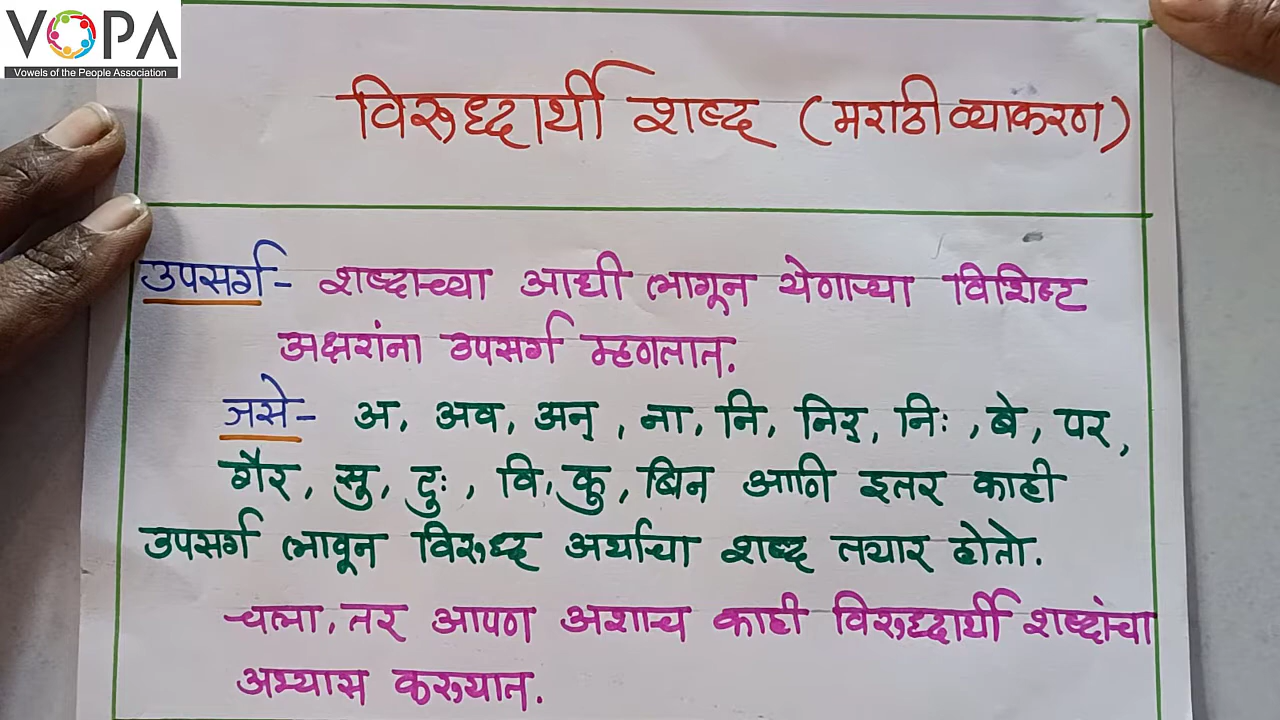 VOPA
Vowels of the People Association
विरुध्दार्थी शब्द (मराठी व्याकरण)
उपसर्ग- शब्दाच्या आधी लागून येणाऱ्या विशिष्ट
अक्षरांना उपसर्ग म्हणतात.
जसे- अ, अव, अन्, ना, नि, निर्, निः, बे, पर,
गैर, सु, दुः, वि, कु, बिन आणि इतर काही
उपसर्ग लावून विरुध्द अर्थाचा शब्द तयार होतो.
चला, तर आपण अशाच काही विरुध्दार्थी शब्दांचा
अभ्यास करुयात.